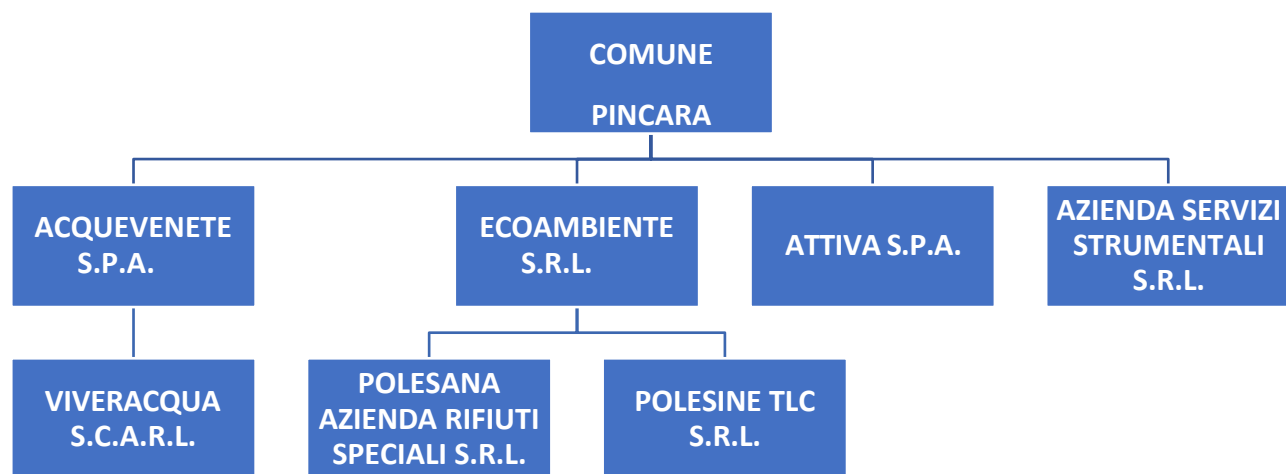 COMUNE
PINCARA
ACQUEVENETE
S.P.A.
ECOAMBIENTE
S.R.L.
ATTIVA S.P.A.
AZIENDA SERVIZI
STRUMENTALI
S.R.L.
VIVERACQUA
S.C.A.R.L.
POLESANA
AZIENDA RIFIUTI
SPECIALI S.R.L.
POLESINE TLC
S.R.L.